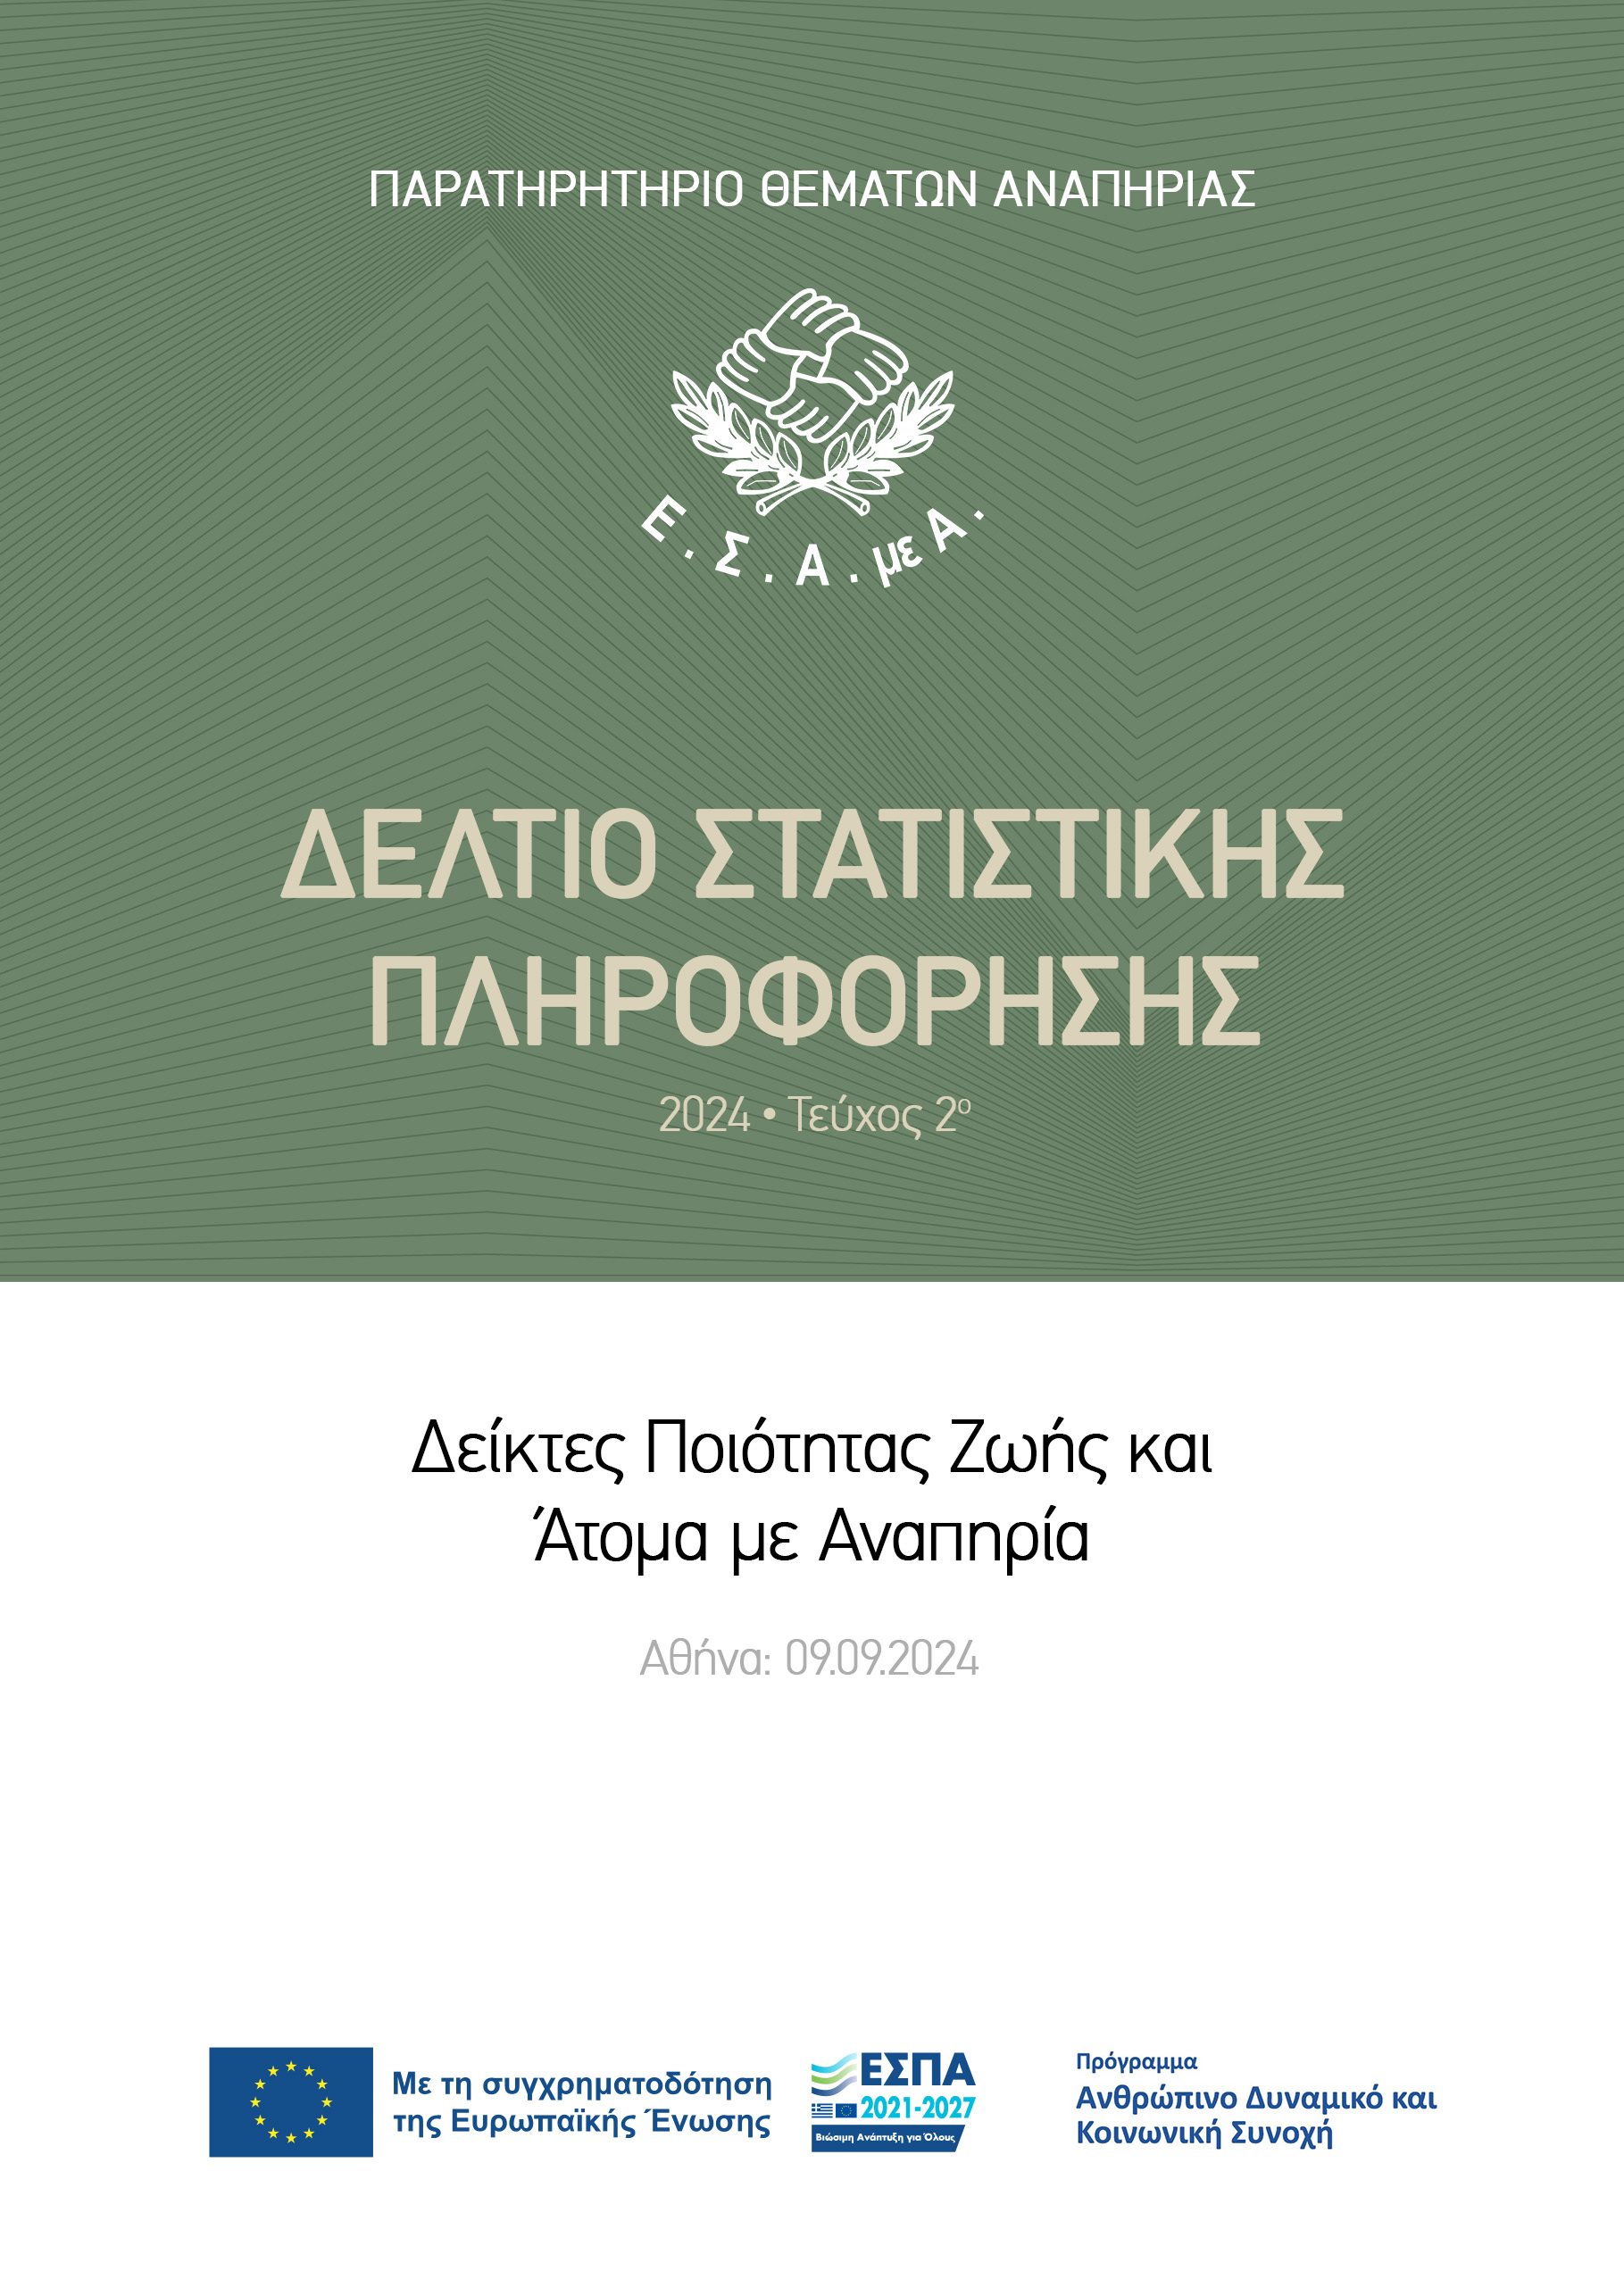 ΠΑΡΑΤΗΡΗΤΗΡΙΟ ΘΕΜΑΤΩΝ ΑΝΑΠΗΡΙΑΣ
Ε.Σ.Α.μεΑ.
ΔΕΛΤΙΟ ΣΤΑΤΙΣΤΙΚΗΣ
ΠΛΗΡΟΦΟΡΗΣΗΣ
2024 • Τεύχος 2ο
Δείκτες Ποιότητας Ζωής και
Άτομα με Αναπηρία
Αθήνα: 09.09.2024
Με τη συγχρηματοδότηση
της Ευρωπαϊκής Ένωσης
ΕΣΠΑ
2021-2027
Βιώσιμη Ανάπτυξη για Όλους
Πρόγραμμα
Ανθρώπινο Δυναμικό και
Κοινωνική Συνοχή